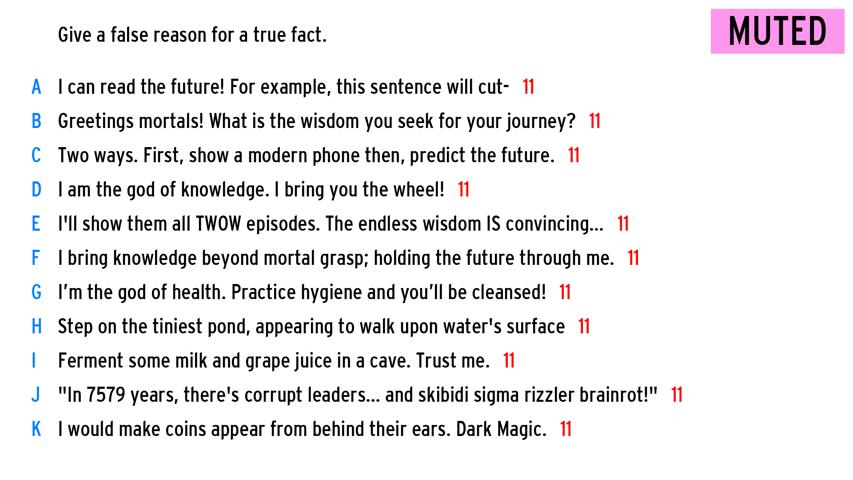 Give a false reason for a true fact.
MUTED
A I can read the future! For example, this sentence will cut- 11
B Greetings mortals! What is the wisdom you seek for your journey? 11
C Two ways. First, show a modern phone then, predict the future. 11
D I am the god of knowledge. I bring you the wheel! 11
E I'll show them all TWOW episodes. The endless wisdom IS convincing... 11
F I bring knowledge beyond mortal grasp; holding the future through me. 11
G I'm the god of health. Practice hygiene and you'll be cleansed! 11
H Step on the tiniest pond, appearing to walk upon water's surface 11
I Ferment some milk and grape juice in a cave. Trust me. 11
J "In 7579 years, there's corrupt leaders... and skibidi sigma rizzler brainrot!" 11
K I would make coins appear from behind their ears. Dark Magic. 11